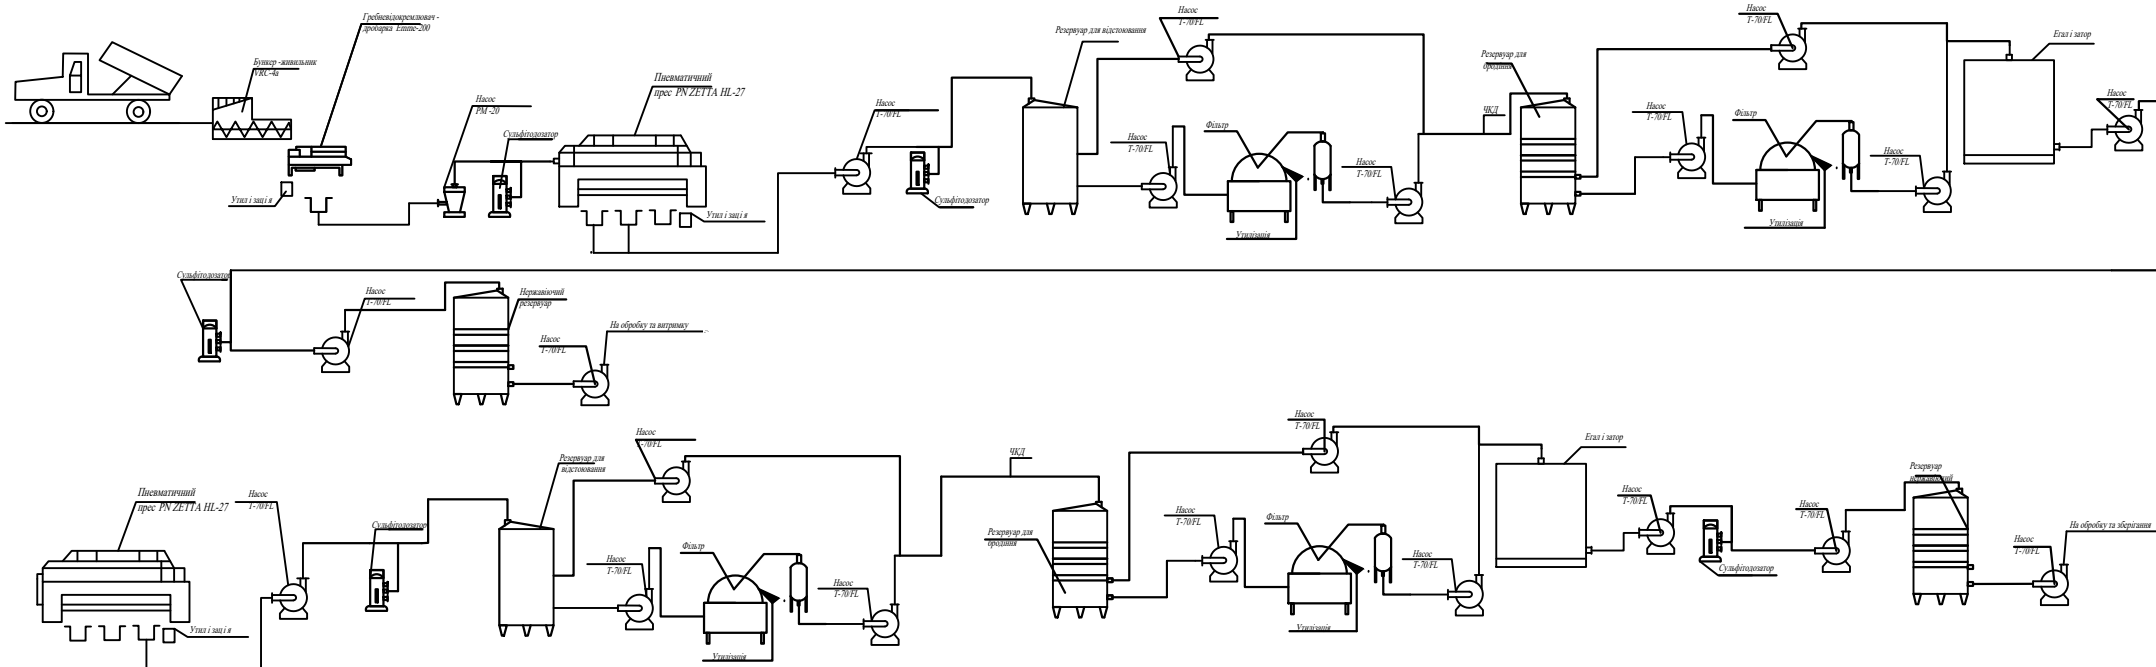 Гребневідокремлювач -
дробарка Emme-200
Бункер -живильник
VRC-4a
Утил і зац і я
Насос
PM -20
Сульфітодозатор
Пневматичний
прес PN ZETTA HL-27
Утил і зац і я
Насос
T-70/FL
Сульфітодозатор
Резервуар для відстоювання
Насос
T-70/FL
Насос
T-70/FL
Фільтр
Утилізація
Насос
T-70/FL
ЧКД
Резервуар для
бродіння
Насос
T-70/FL
Насос
T-70/FL
Фільтр
Утилізація
Насос
T-70/FL
Егал і затор
Насос
T-70/FL
Сульфітодозатор
Насос
T-70/FL
Нержавіючий
резервуар
Насос
T-70/FL
На обробку та витримку
Пневматичний
прес PN ZETTA HL-27
Утил і зац і я
Насос
T-70/FL
Сульфітодозатор
Резервуар для
відстоювання
Насос
T-70/FL
Насос
T-70/FL
Фільтр
Утилізація
Насос
T-70/FL
ЧКД
Резервуар для
бродіння
Насос
T-70/FL
Насос
T-70/FL
Фільтр
Утилізація
Насос
T-70/FL
Егал і затор
Насос
T-70/FL
Сульфітодозатор
Насос
T-70/FL
Резервуар
нержавіючий
Насос
T-70/FL
На обробку та зберігання